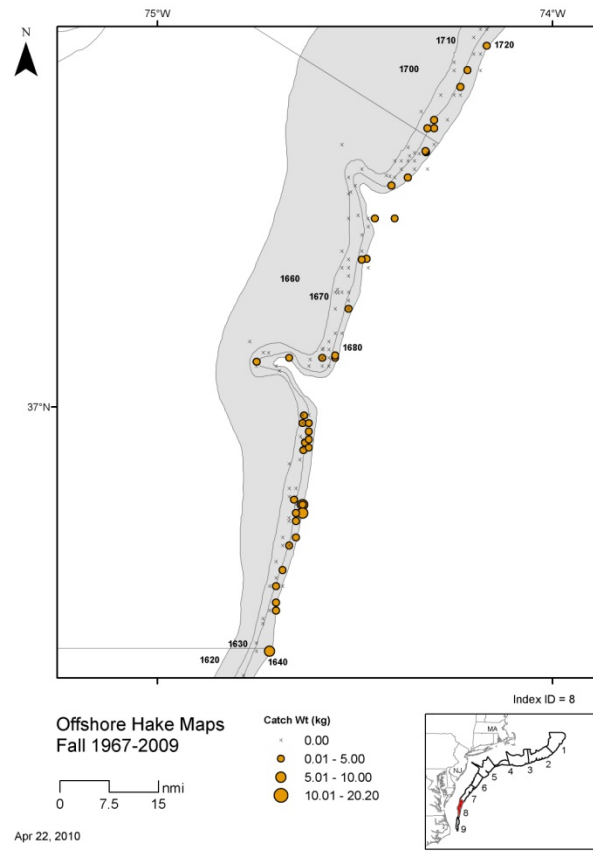 75°W
74°W
N
1710
1720
1700
1660
1670
1680
37°N
1630
1620
1640
Index ID = 8
Offshore Hake Maps
Fall 1967-2009
0 7.5 15 nmi
Apr 22, 2010
Catch Wt (kg)
0.00
0.01 - 5.00
5.01 - 10.00
10.01 - 20.20
MA
NJ
1
2
3
4
5
6
7
8
9